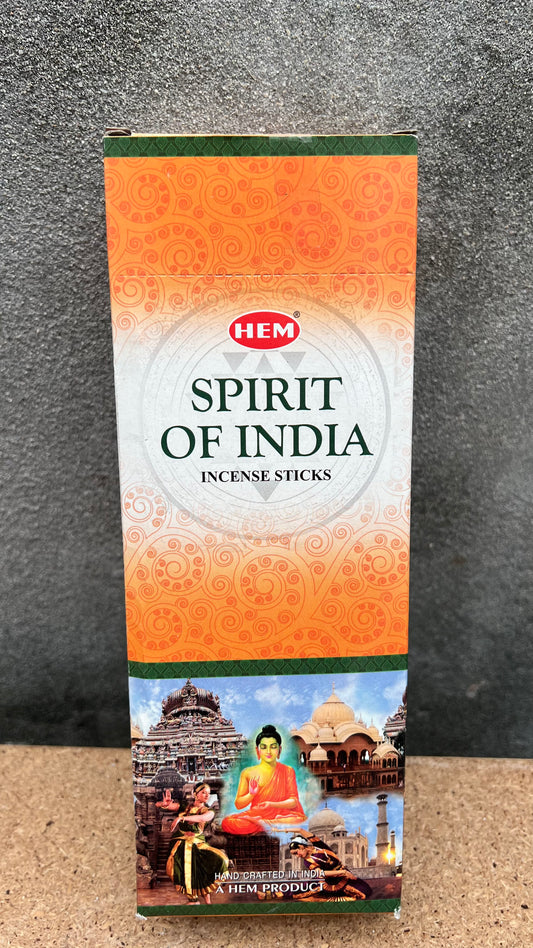 HEM®
SPIRIT
OF INDIA
INCENSE STICKS
HAND CRAFTED IN INDIA
A HEM PRODUCT